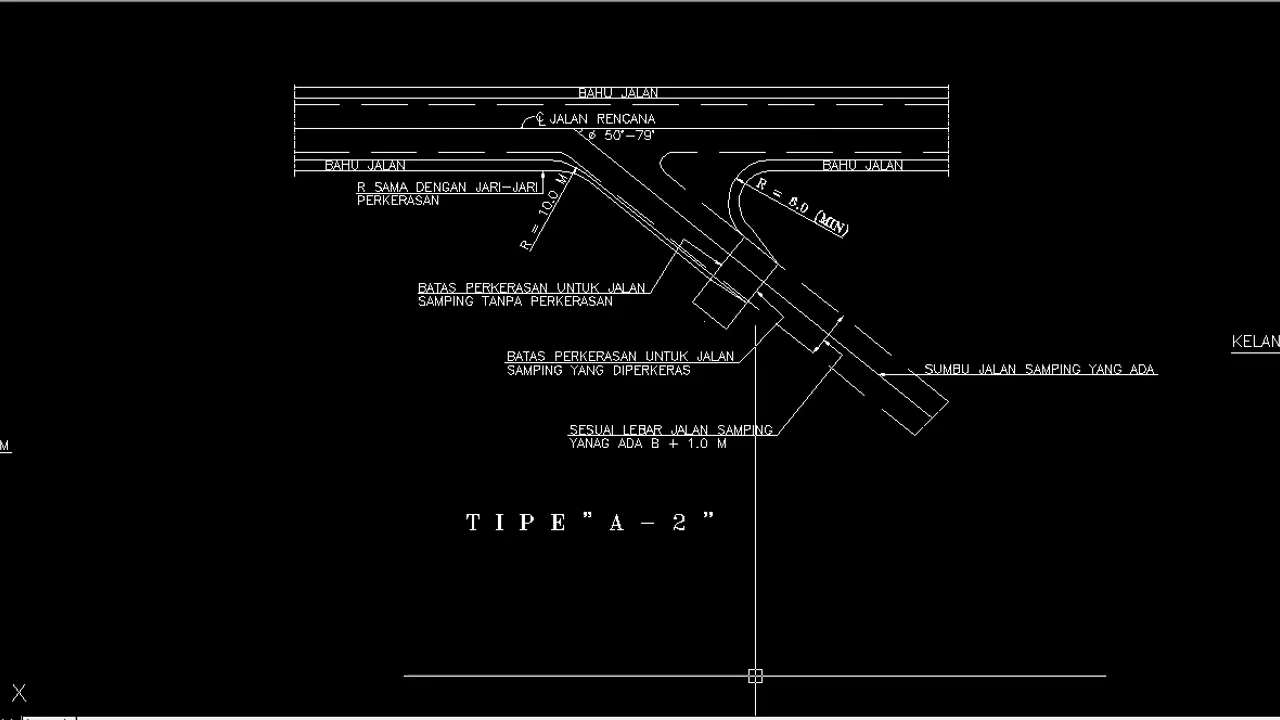 BAHU JALAN
℄ JALAN RENCANA
ø 50°-79°
BAHU JALAN
BAHU JALAN
R SAMA DENGAN JARI-JARI
PERKERASAN
R = 10.0 M
R = 6.0 (MIN)
BATAS PERKERASAN UNTUK JALAN
SAMPING TANPA PERKERASAN
KELAN
BATAS PERKERASAN UNTUK JALAN
SAMPING YANG DIPERKERAS
SUMBU JALAN SAMPING YANG ADA
SESUAI LEBAR JALAN SAMPING
YANAG ADA B + 1.0 M
M
TIPE "A-2"
X